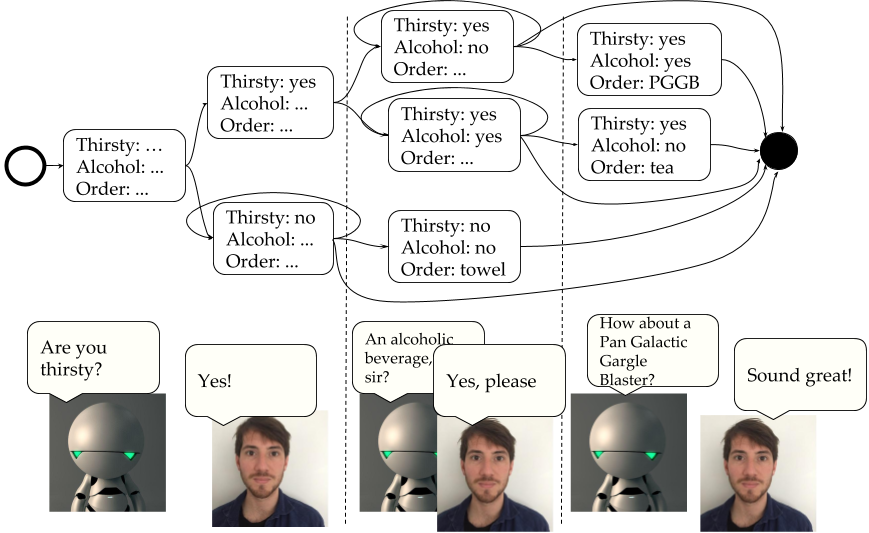 Thirsty: ...
Alcohol: ...
Order: ...
Thirsty: yes
Alcohol: ...
Order: ...
Thirsty: no
Alcohol: ...
Order: ...
Thirsty: yes
Alcohol: no
Order: ...
Thirsty: yes
Alcohol: yes
Order: ...
Thirsty: no
Alcohol: no
Order: towel
Thirsty: yes
Alcohol: yes
Order: PGGB
Thirsty: yes
Alcohol: no
Order: tea
Are you
thirsty?
Yes!
An alcoholic
beverage,
sir?
Yes, please
How about a
Pan Galactic
Gargle
Blaster?
Sound great!